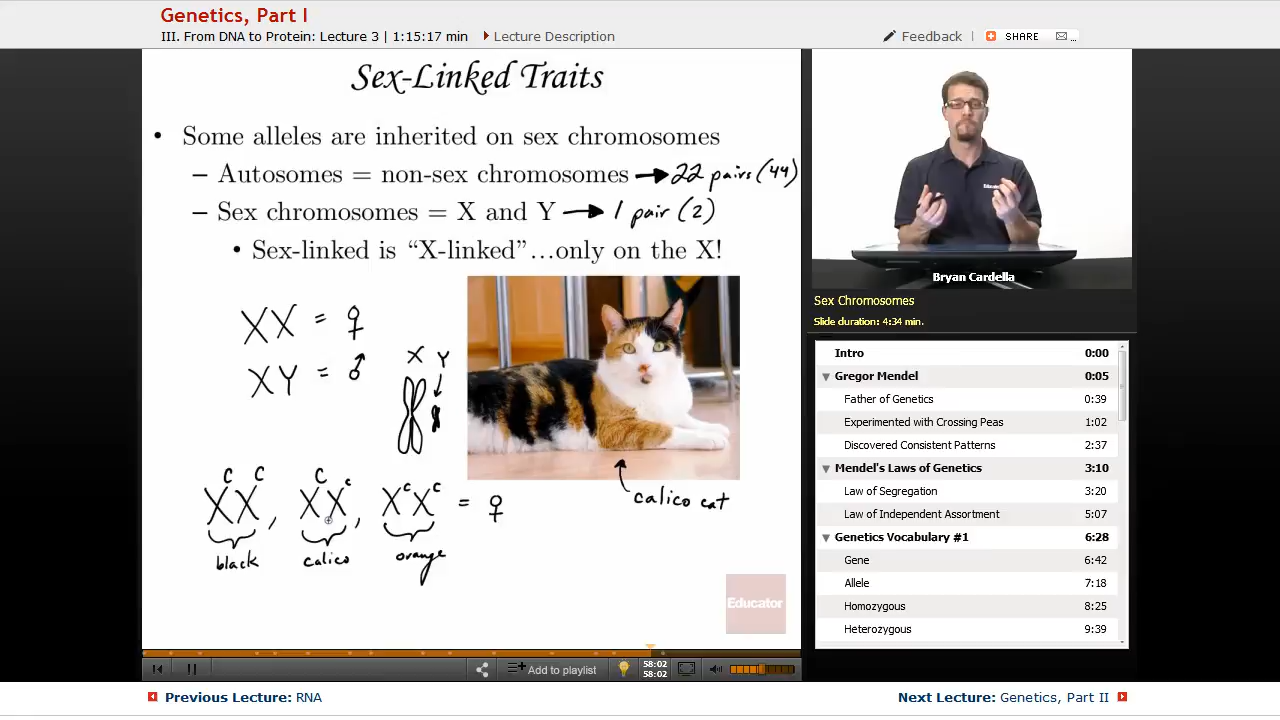 Genetics, Part I
III. From DNA to Protein: Lecture 3 | 1:15:17 min
Lecture Description
Feedback
SHARE
Sex-Linked Traits
• Some alleles are inherited on sex chromosomes
– Autosomes = non-sex chromosomes → 22 pairs (44)
– Sex chromosomes = X and Y → 1 pair (2)
• Sex-linked is “X-linked”...only on the X!
XX = ♀
XY = ♂
X Y
X^C X^C, X^C X^c, X^c X^c = ♀
black calico orange
calico cat
Educator
Educator
Bryan Cardella
Sex Chromosomes
Slide duration: 4:34 min.
Intro 0:00
Gregor Mendel 0:05
Father of Genetics 0:39
Experimented with Crossing Peas 1:02
Discovered Consistent Patterns 2:37
Mendel's Laws of Genetics 3:10
Law of Segregation 3:20
Law of Independent Assortment 5:07
Genetics Vocabulary #1 6:28
Gene 6:42
Allele 7:18
Homozygous 8:25
Heterozygous 9:39
Add to playlist
58:02
58:02
Previous Lecture: RNA
Next Lecture: Genetics, Part II